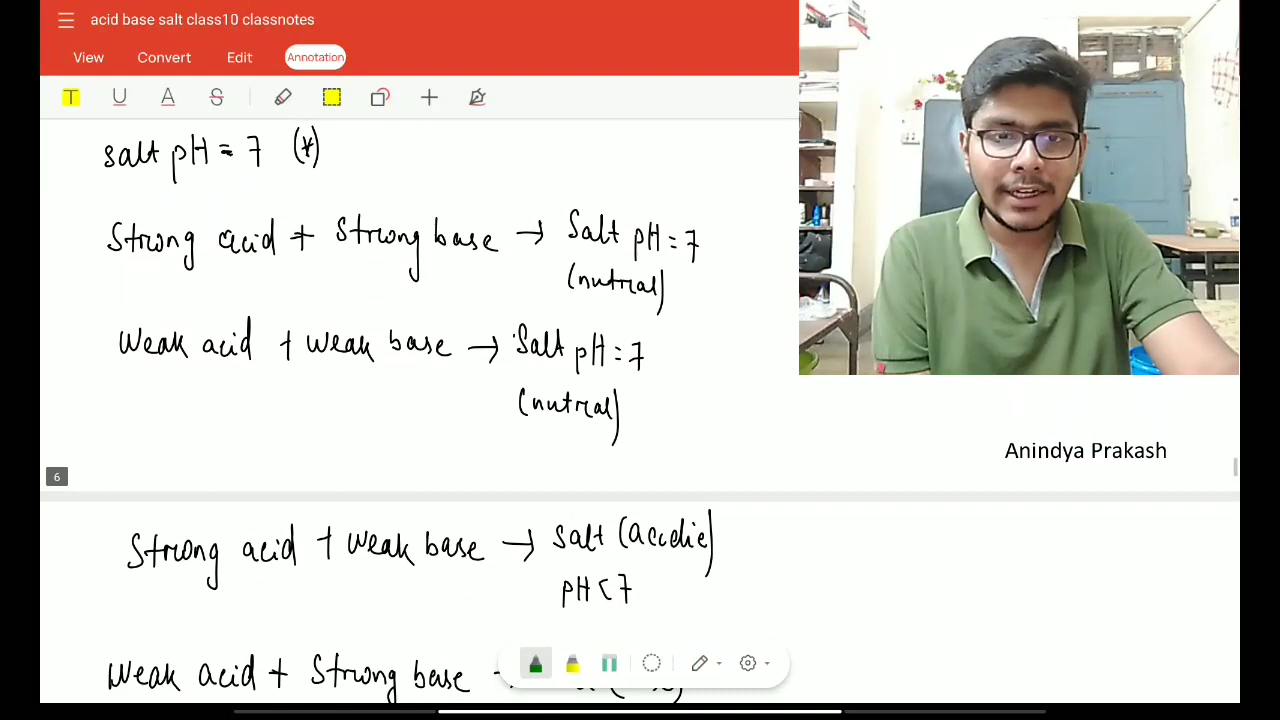 acid base salt class10 classnotes
View Convert Edit Annotation
T U A S
salt pH = 7 (*)
Strong acid + Strong base → Salt pH = 7
(nutrial)
Weak acid + weak base → Salt pH = 7
(nutral)
Anindya Prakash
6
Strong acid + weak base → salt (accdic)
pH < 7
Weak acid + Strong base